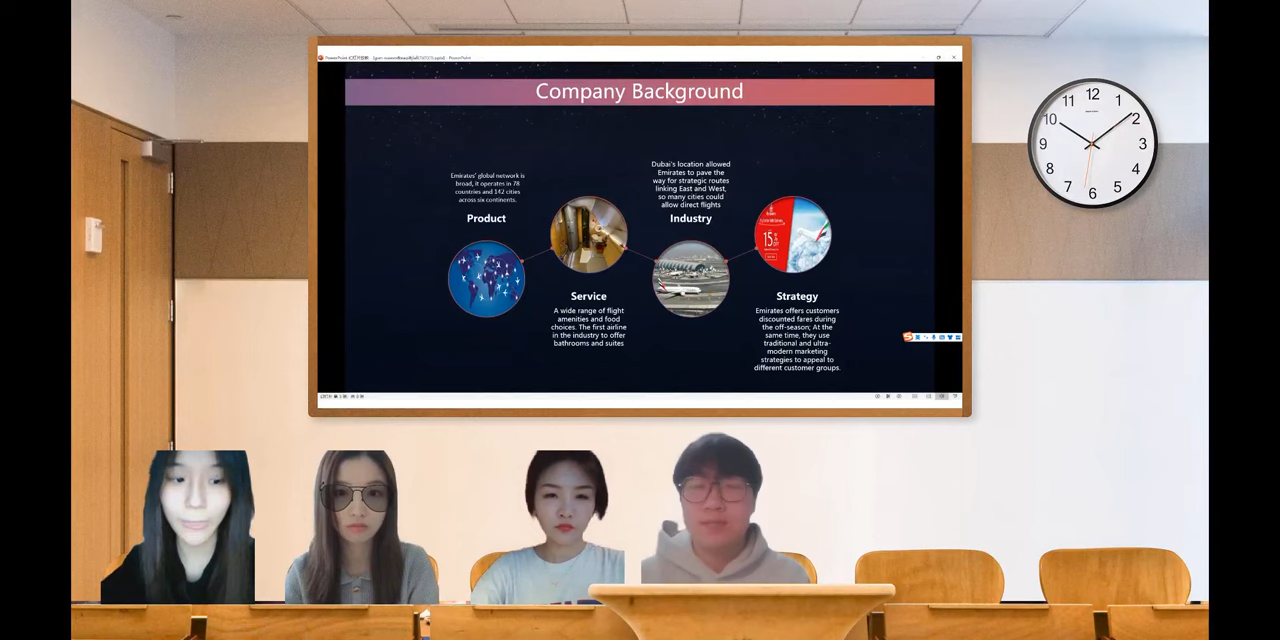 Company Background
Emirates' global network is
broad, it operates in 78
countries and 142 cities
across six continents.
Product
Service
A wide range of flight
amenities and food
choices. The first airline
in the industry to offer
bathrooms and suites
Dubai's location allowed
Emirates to pave the
way for strategic routes
linking East and West,
so many cities could
allow direct flights
Industry
15%
OFF
Strategy
Emirates offers customers
discounted fares during
the off-season; At the
same time, they use
traditional and ultra-
modern marketing
strategies to appeal to
different customer groups.
12
1
2
3
4
5
6
7
8
9
10
11